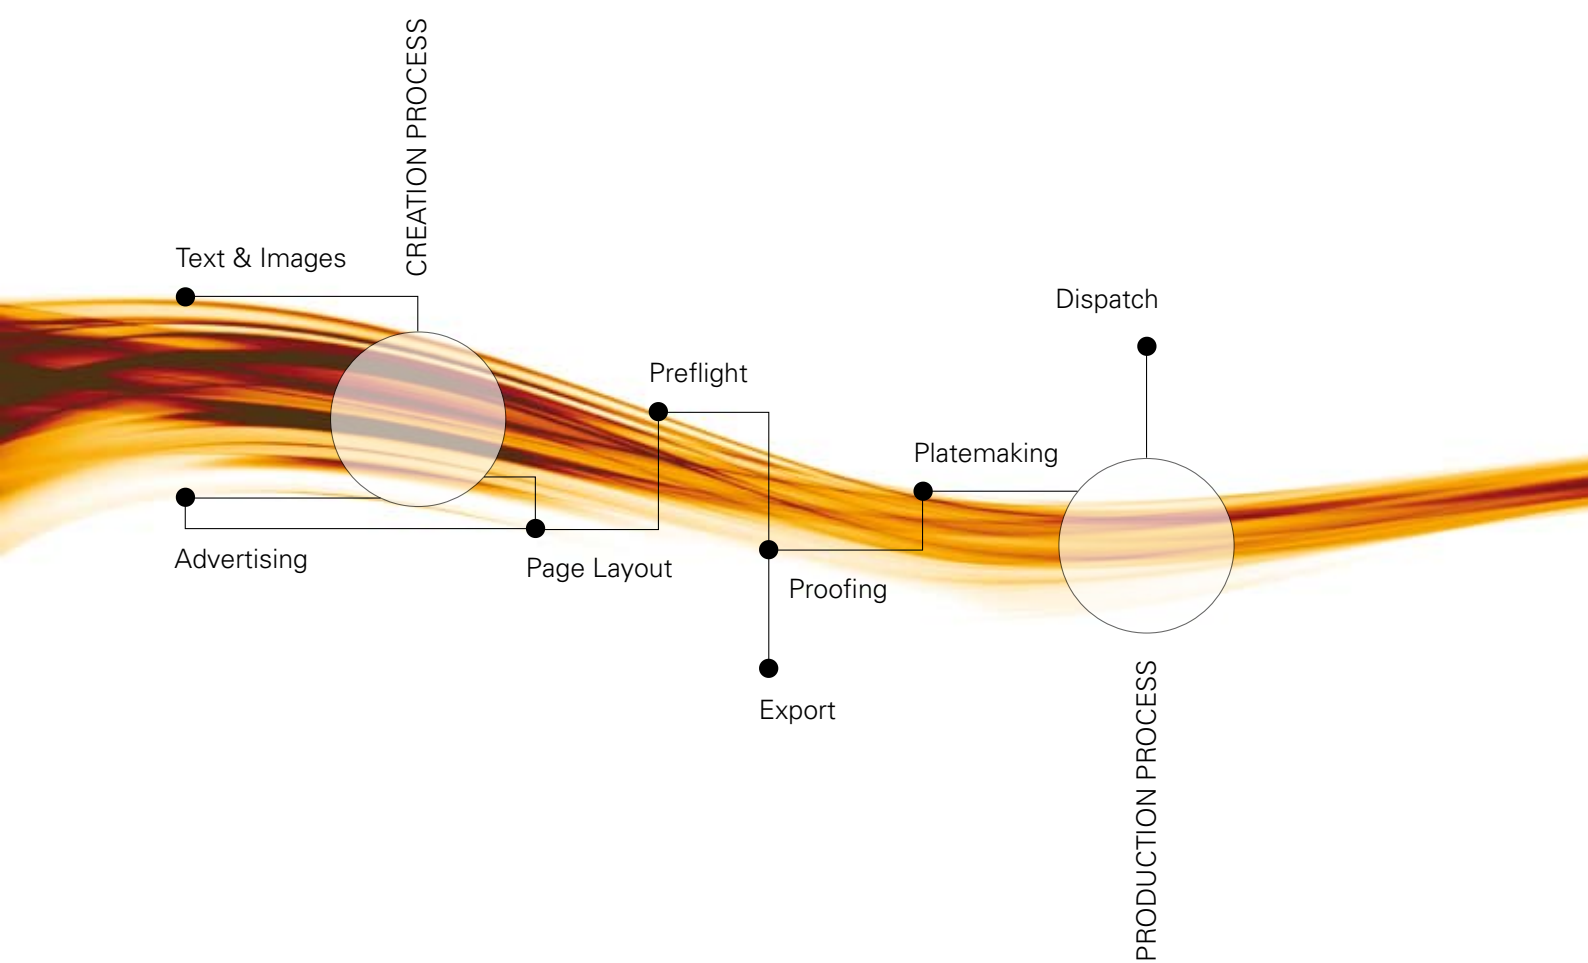 CREATION PROCESS
Text & Images
Dispatch
Preflight
Platemaking
Advertising
Page Layout
Proofing
Export
PRODUCTION PROCESS